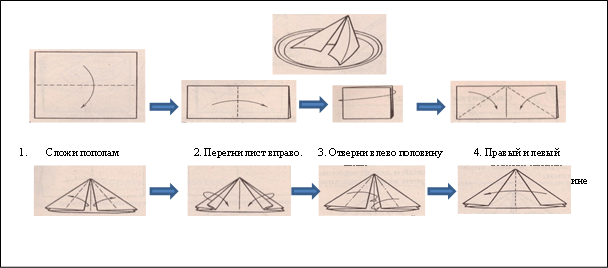 1. Сложи пополам
2. Перегни лист вправо.
3. Отверни влево половину
4. Правый и левый